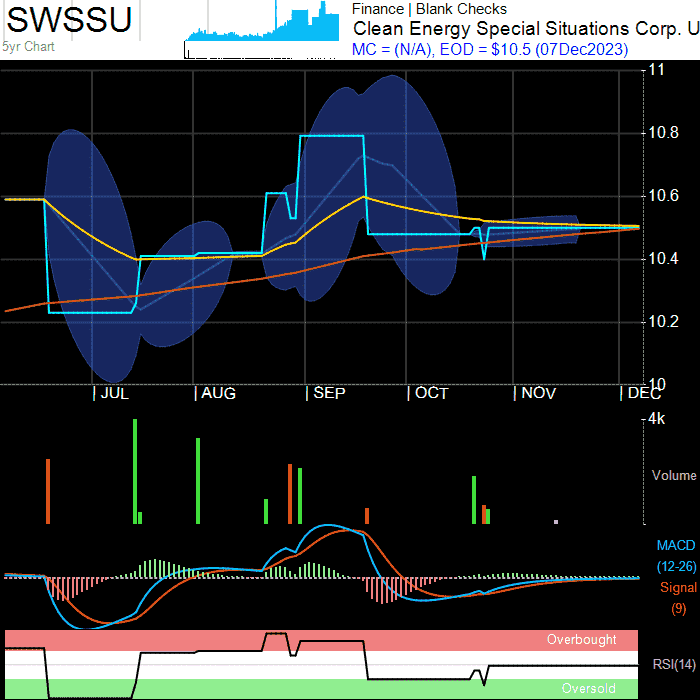 SWSSU
5yr Chart
Finance | Blank Checks
Clean Energy Special Situations Corp. U
MC = (N/A), EOD = $10.5 (07Dec2023)
11
10.8
10.6
10.4
10.2
10
JUL AUG SEP OCT NOV DEC
4k
Volume
MACD
(12-26)
Signal
(9)
Overbought
RSI(14)
Oversold